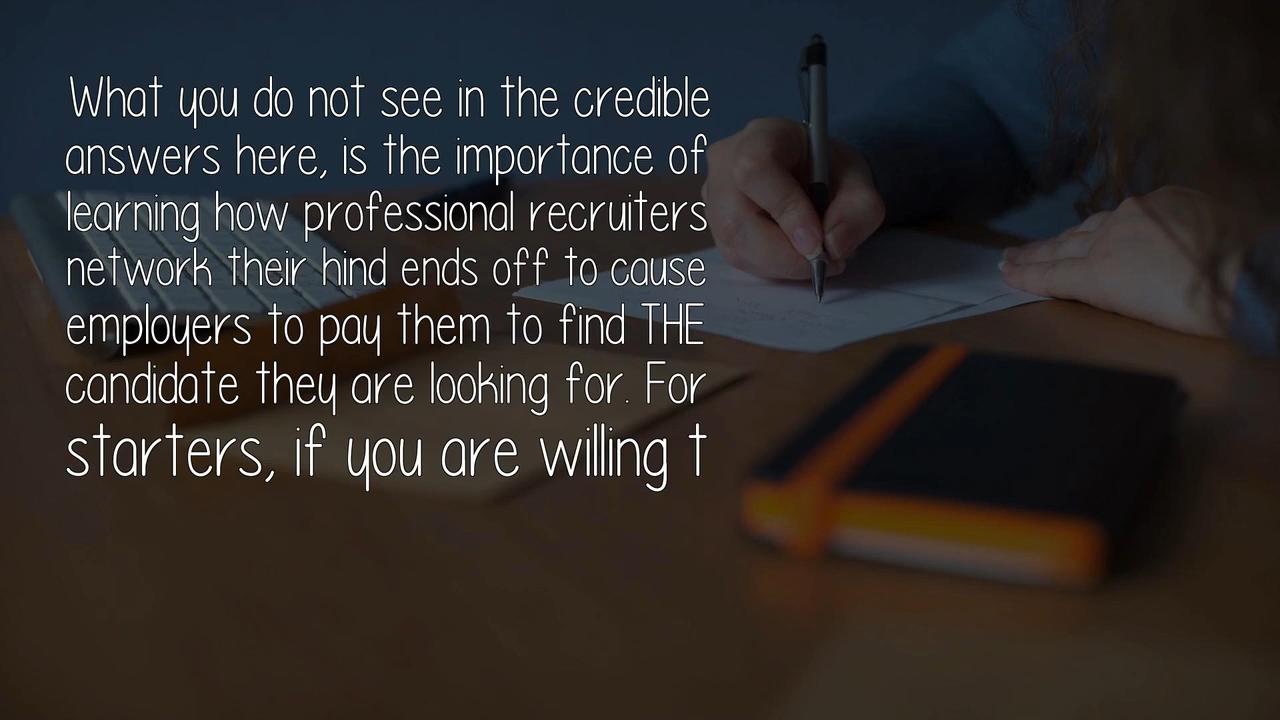 What you do not see in the credible
answers here, is the importance of
learning how professional recruiters
network their hind ends off to cause
employers to pay them to find THE
candidate they are looking for. For
starters, if you are willing t